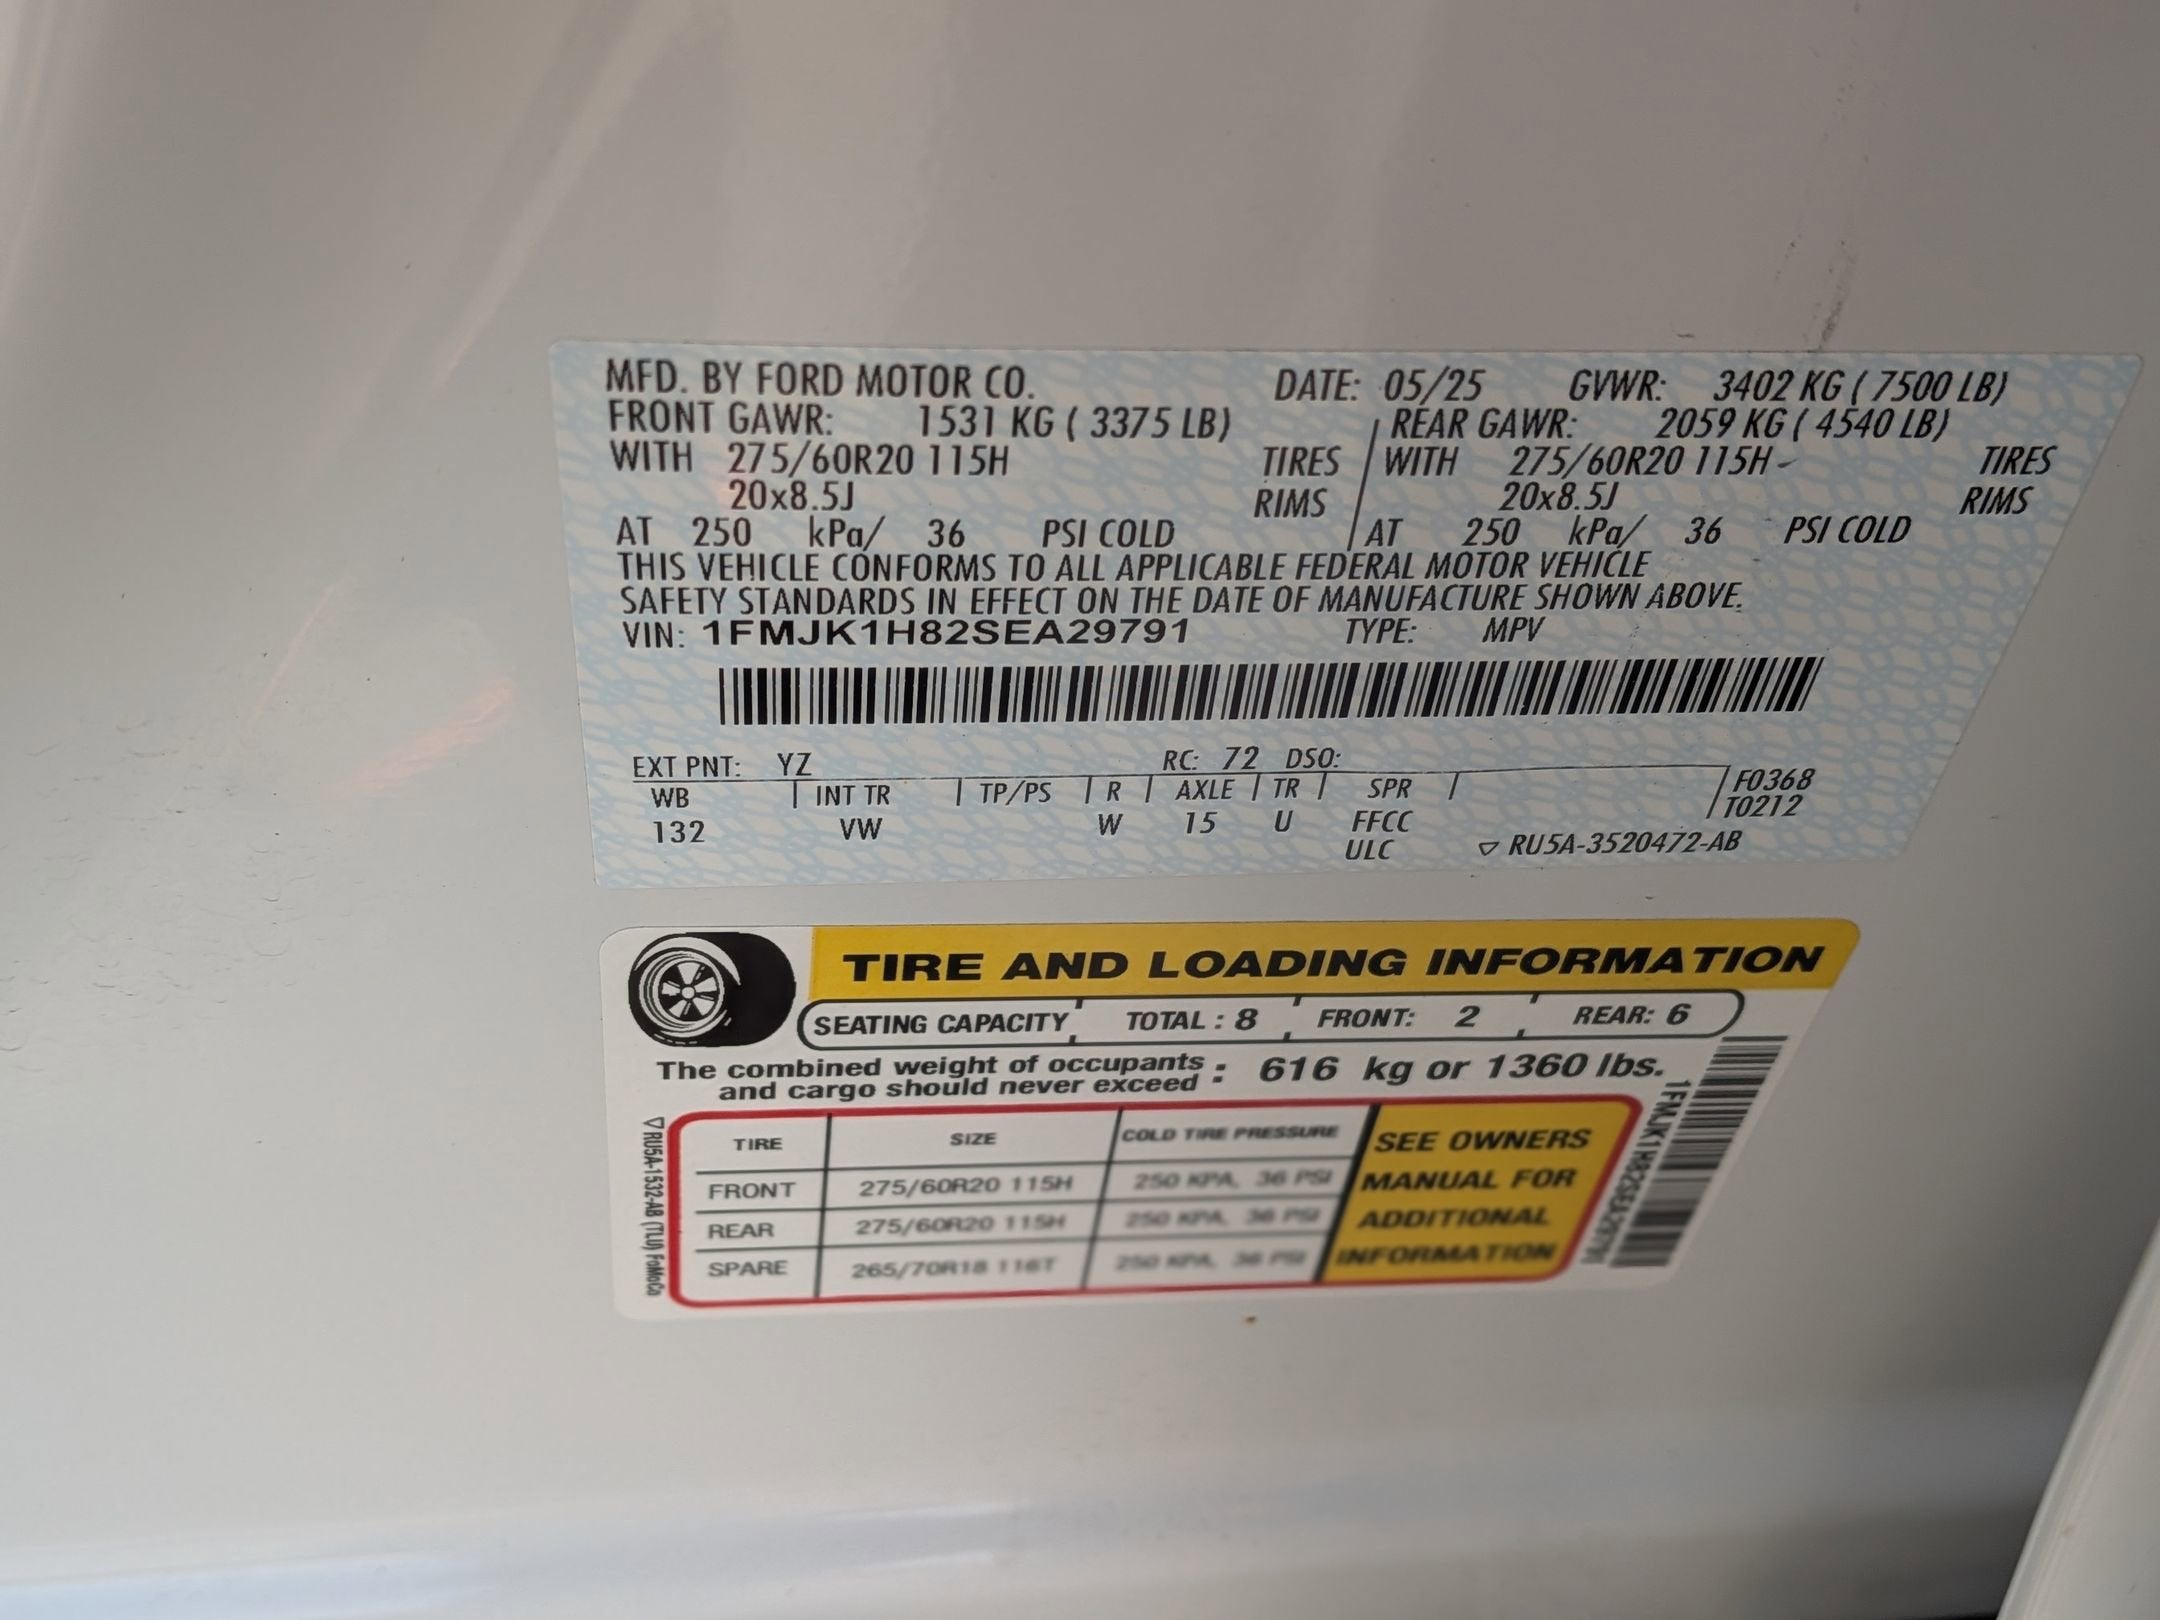 MFD. BY FORD MOTOR CO. DATE: 05/25 GVWR: 3402 KG ( 7500 LB)
FRONT GAWR: 1531 KG ( 3375 LB) REAR GAWR: 2059 KG ( 4540 LB)
WITH 275/60R20 115H TIRES WITH 275/60R20 115H TIRES
20x8.5J RIMS 20x8.5J RIMS
AT 250 kPa/ 36 PSI COLD AT 250 kPa/ 36 PSI COLD
THIS VEHICLE CONFORMS TO ALL APPLICABLE FEDERAL MOTOR VEHICLE
SAFETY STANDARDS IN EFFECT ON THE DATE OF MANUFACTURE SHOWN ABOVE.
VIN: 1FMJK1H82SEA29791 TYPE: MPV
EXT PNT: YZ RC: 72 DSO:
WB INT TR TP/PS R AXLE TR SPR F0368
T0212
132 VW W 15 U FFCC
ULC ▽ RU5A-3520472-AB
TIRE AND LOADING INFORMATION
SEATING CAPACITY TOTAL : 8 FRONT: 2 REAR: 6
The combined weight of occupants
and cargo should never exceed : 616 kg or 1360 lbs.
TIRE SIZE COLD TIRE PRESSURE
FRONT 275/60R20 115H 250 KPA, 36 PSI
REAR 275/60R20 115H 250 KPA, 36 PSI
SPARE 265/70R18 116T 250 KPA, 36 PSI
SEE OWNERS
MANUAL FOR
ADDITIONAL
INFORMATION
▽ RU5A-1532-AB (TLU) FoMoCo
1FMJK1H82SEA29791